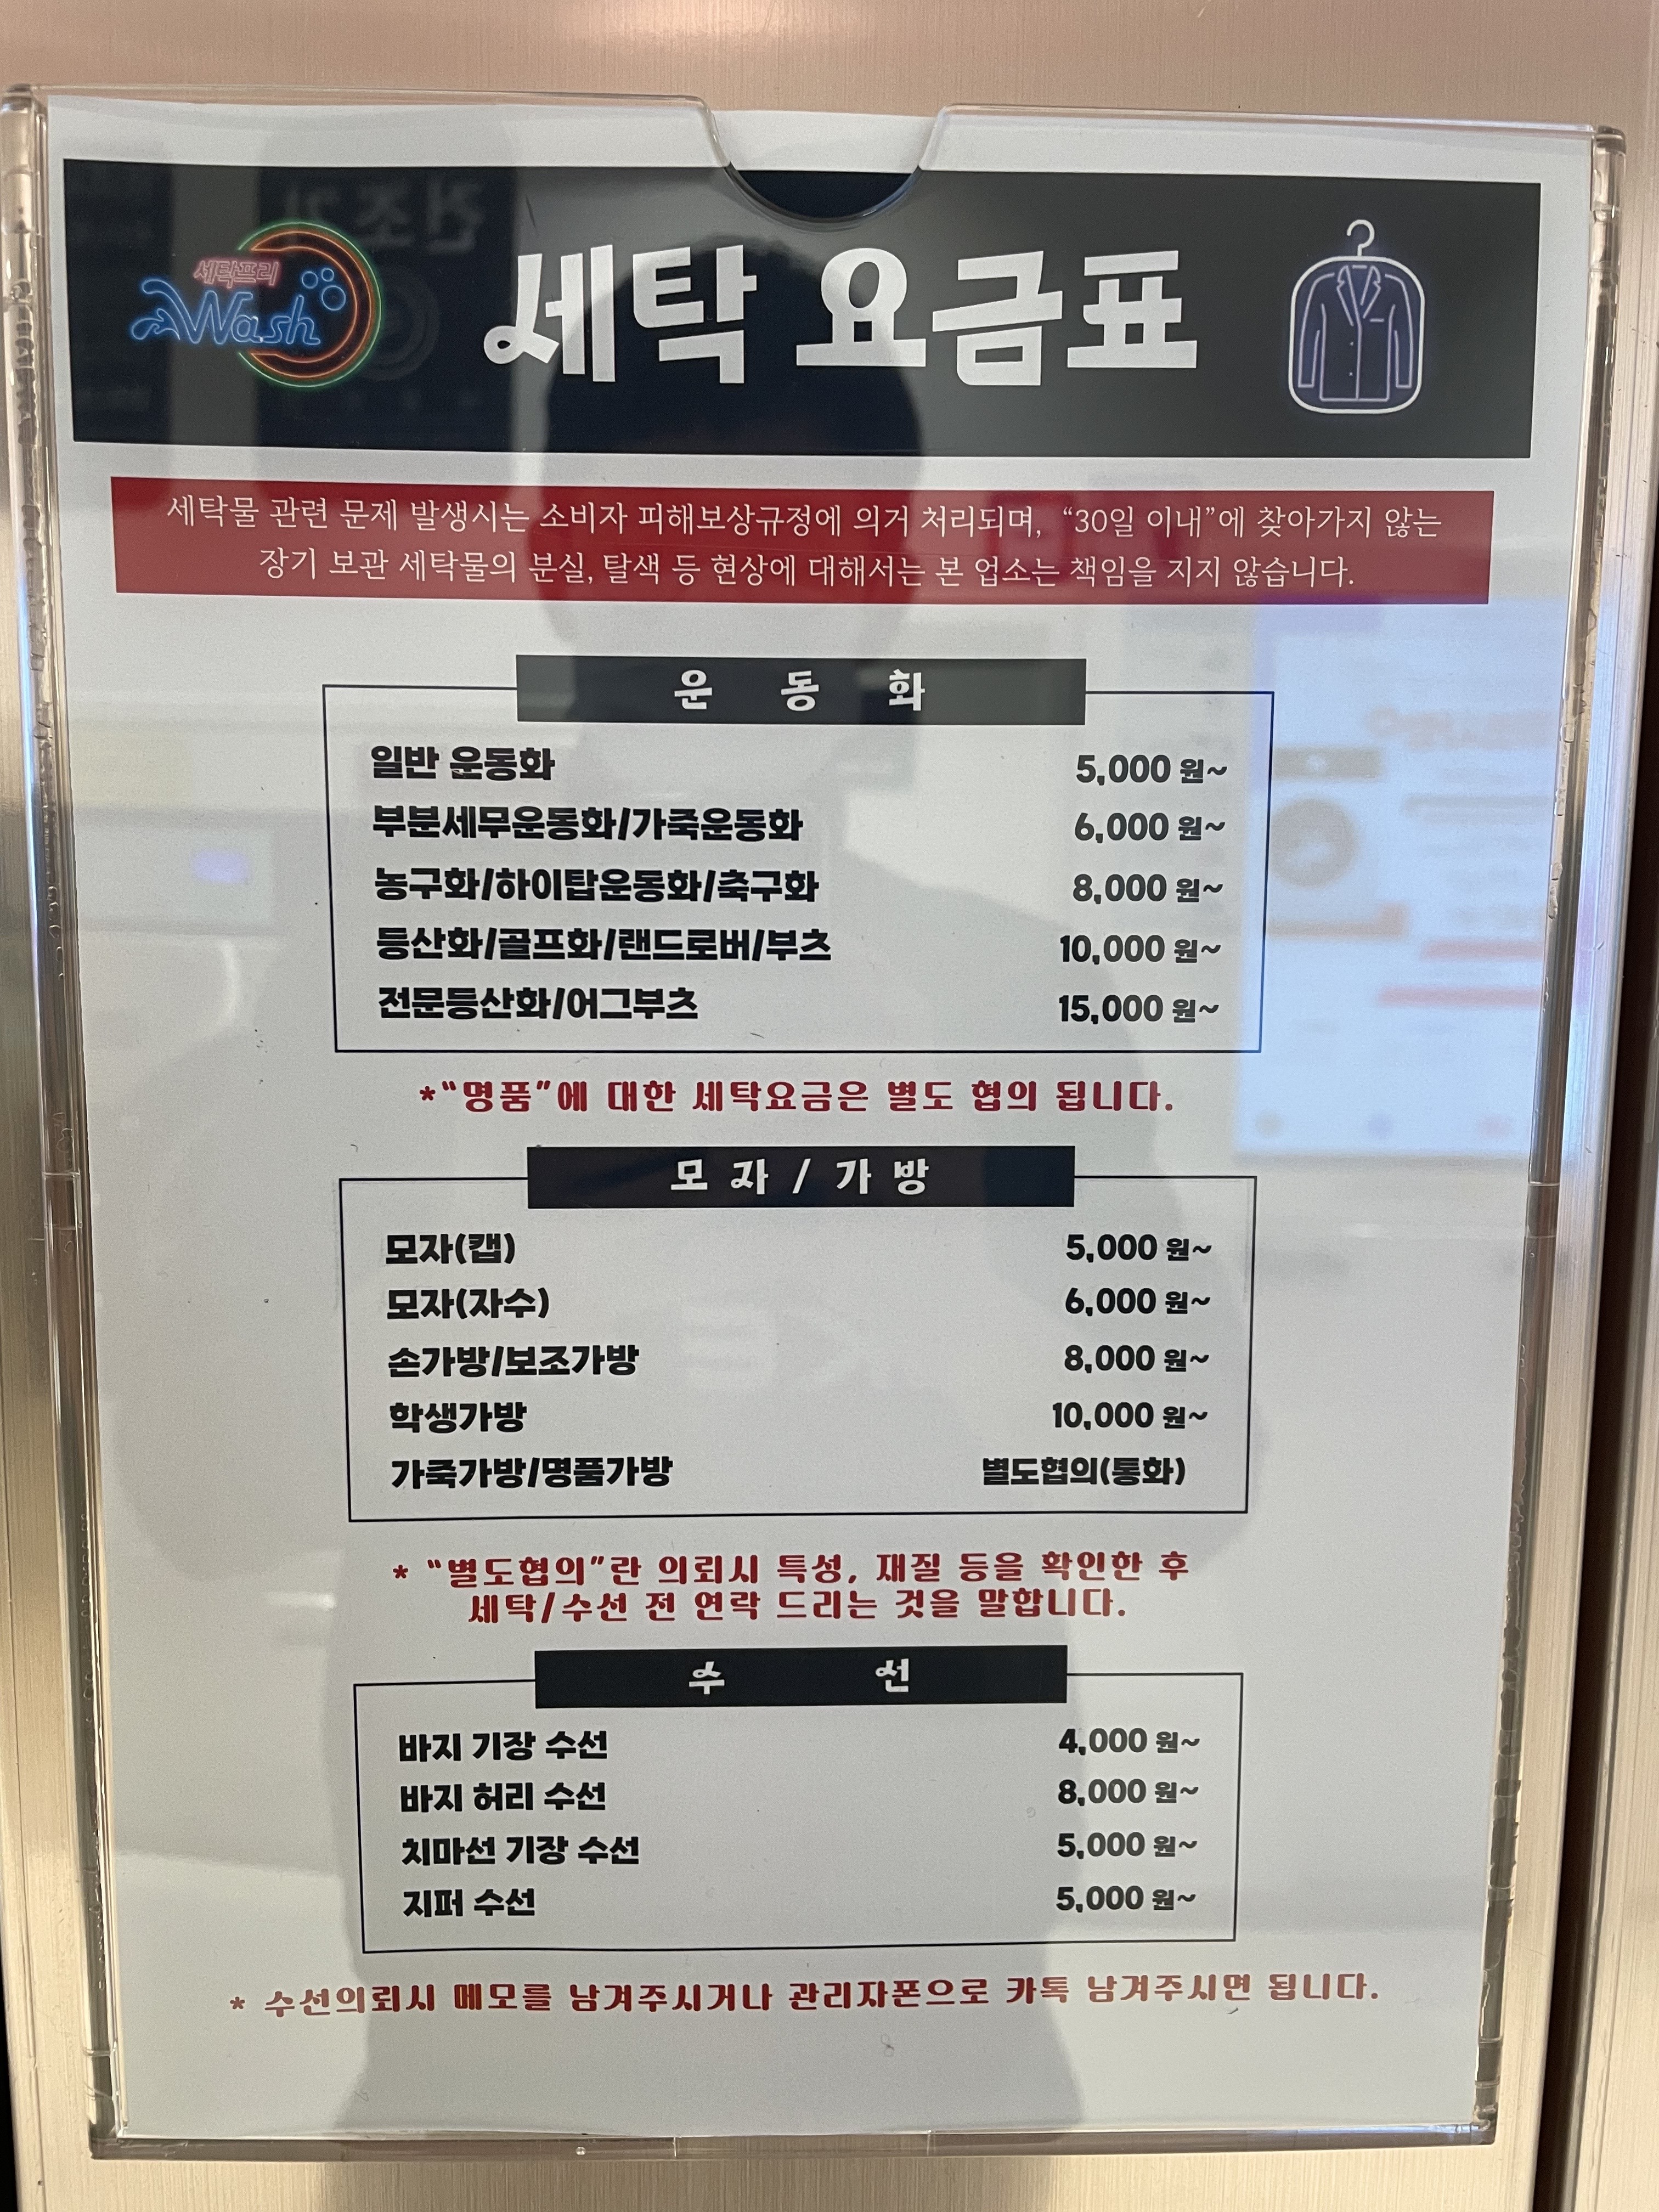 세탁프리
Wash
세탁 요금표
세탁물 관련 문제 발생시는 소비자 피해보상규정에 의거 처리되며, “30일 이내”에 찾아가지 않는
장기 보관 세탁물의 분실, 탈색 등 현상에 대해서는 본 업소는 책임을 지지 않습니다.
운 동 화
일반 운동화 5,000 원~
부분세무운동화/가죽운동화 6,000 원~
농구화/하이탑운동화/축구화 8,000 원~
등산화/골프화/랜드로버/부츠 10,000 원~
전문등산화/어그부츠 15,000 원~
*“명품”에 대한 세탁요금은 별도 협의 됩니다.
모 자 / 가 방
모자(캡) 5,000 원~
모자(자수) 6,000 원~
손가방/보조가방 8,000 원~
학생가방 10,000 원~
가죽가방/명품가방 별도협의(통화)
* “별도협의”란 의뢰시 특성, 재질 등을 확인한 후
세탁/수선 전 연락 드리는 것을 말합니다.
수 선
바지 기장 수선 4,000 원~
바지 허리 수선 8,000 원~
치마선 기장 수선 5,000 원~
지퍼 수선 5,000 원~
* 수선의뢰시 메모를 남겨주시거나 관리자폰으로 카톡 남겨주시면 됩니다.